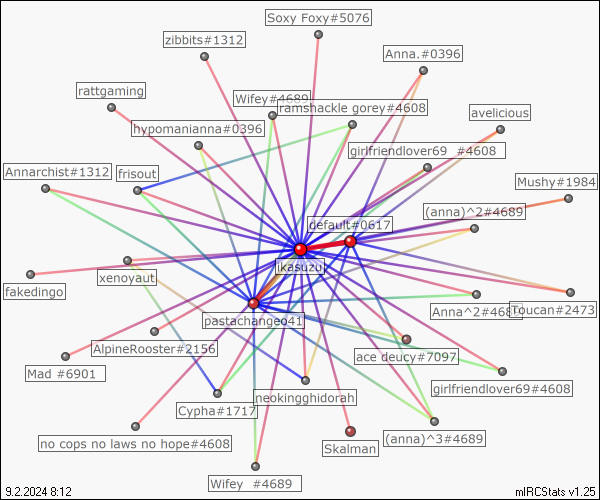 Soxy Foxy#5076
zibbits#1312
Anna.#0396
rattgaming
Wifey#4689
ramshackle gorey#4608
avelicious
hypomanianna#0396
girlfriendlover69 #4608
Annarchist#1312
frisout
Mushy#1984
(anna)^2#4689
default#0617
ikasuzu
xenoyaut
fakedingo
pastachangeo41
Anna^2#4689
Toucan#2473
AlpineRooster#2156
ace deucy#7097
Mad #6901
girlfriendlover69#4608
neokingghidorah
Cypha#1717
no cops no laws no hope#4608
Skalman
(anna)^3#4689
Wifey #4689
9.2.2024 8:12
mIRCStats v1.25